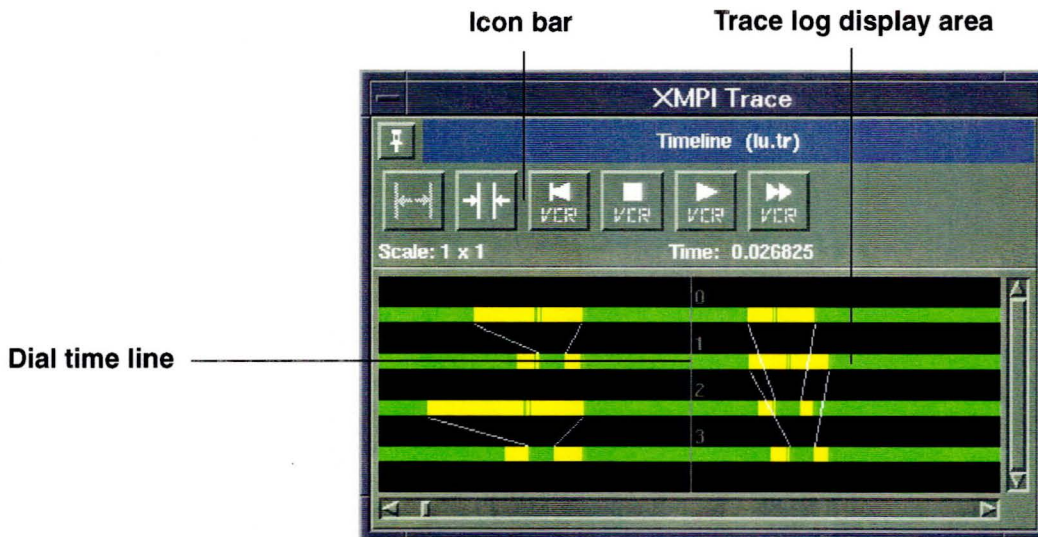 Icon bar
Trace log display area
XMPI Trace
Timeline (lu.tr)
VCR VCR VCR VCR
Scale: 1 x 1 Time: 0.026825
0
1
Dial time line
2
3